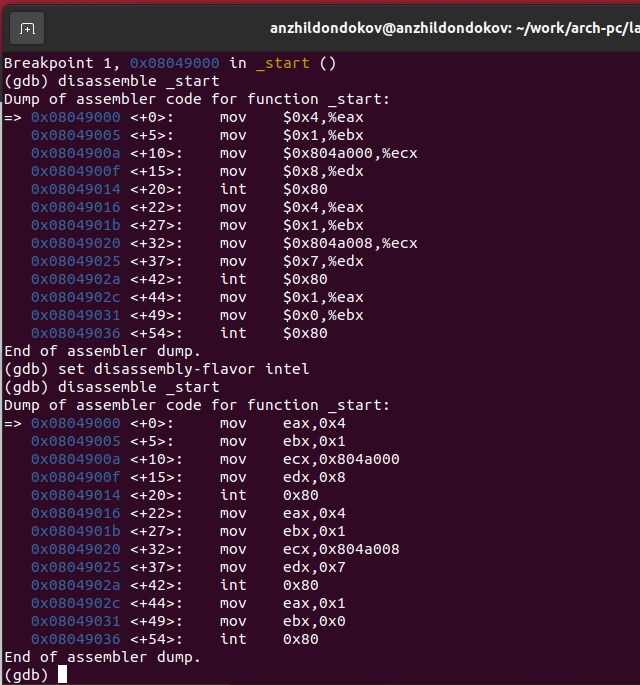 anzhildondokov@anzhildondokov: ~/work/arch-pc/la
Breakpoint 1, 0x08049000 in _start ()
(gdb) disassemble _start
Dump of assembler code for function _start:
=> 0x08049000 <+0>:     mov    $0x4,%eax
   0x08049005 <+5>:     mov    $0x1,%ebx
   0x0804900a <+10>:    mov    $0x804a000,%ecx
   0x0804900f <+15>:    mov    $0x8,%edx
   0x08049014 <+20>:    int    $0x80
   0x08049016 <+22>:    mov    $0x4,%eax
   0x0804901b <+27>:    mov    $0x1,%ebx
   0x08049020 <+32>:    mov    $0x804a008,%ecx
   0x08049025 <+37>:    mov    $0x7,%edx
   0x0804902a <+42>:    int    $0x80
   0x0804902c <+44>:    mov    $0x1,%eax
   0x08049031 <+49>:    mov    $0x0,%ebx
   0x08049036 <+54>:    int    $0x80
End of assembler dump.
(gdb) set disassembly-flavor intel
(gdb) disassemble _start
Dump of assembler code for function _start:
=> 0x08049000 <+0>:     mov    eax,0x4
   0x08049005 <+5>:     mov    ebx,0x1
   0x0804900a <+10>:    mov    ecx,0x804a000
   0x0804900f <+15>:    mov    edx,0x8
   0x08049014 <+20>:    int    0x80
   0x08049016 <+22>:    mov    eax,0x4
   0x0804901b <+27>:    mov    ebx,0x1
   0x08049020 <+32>:    mov    ecx,0x804a008
   0x08049025 <+37>:    mov    edx,0x7
   0x0804902a <+42>:    int    0x80
   0x0804902c <+44>:    mov    eax,0x1
   0x08049031 <+49>:    mov    ebx,0x0
   0x08049036 <+54>:    int    0x80
End of assembler dump.
(gdb)